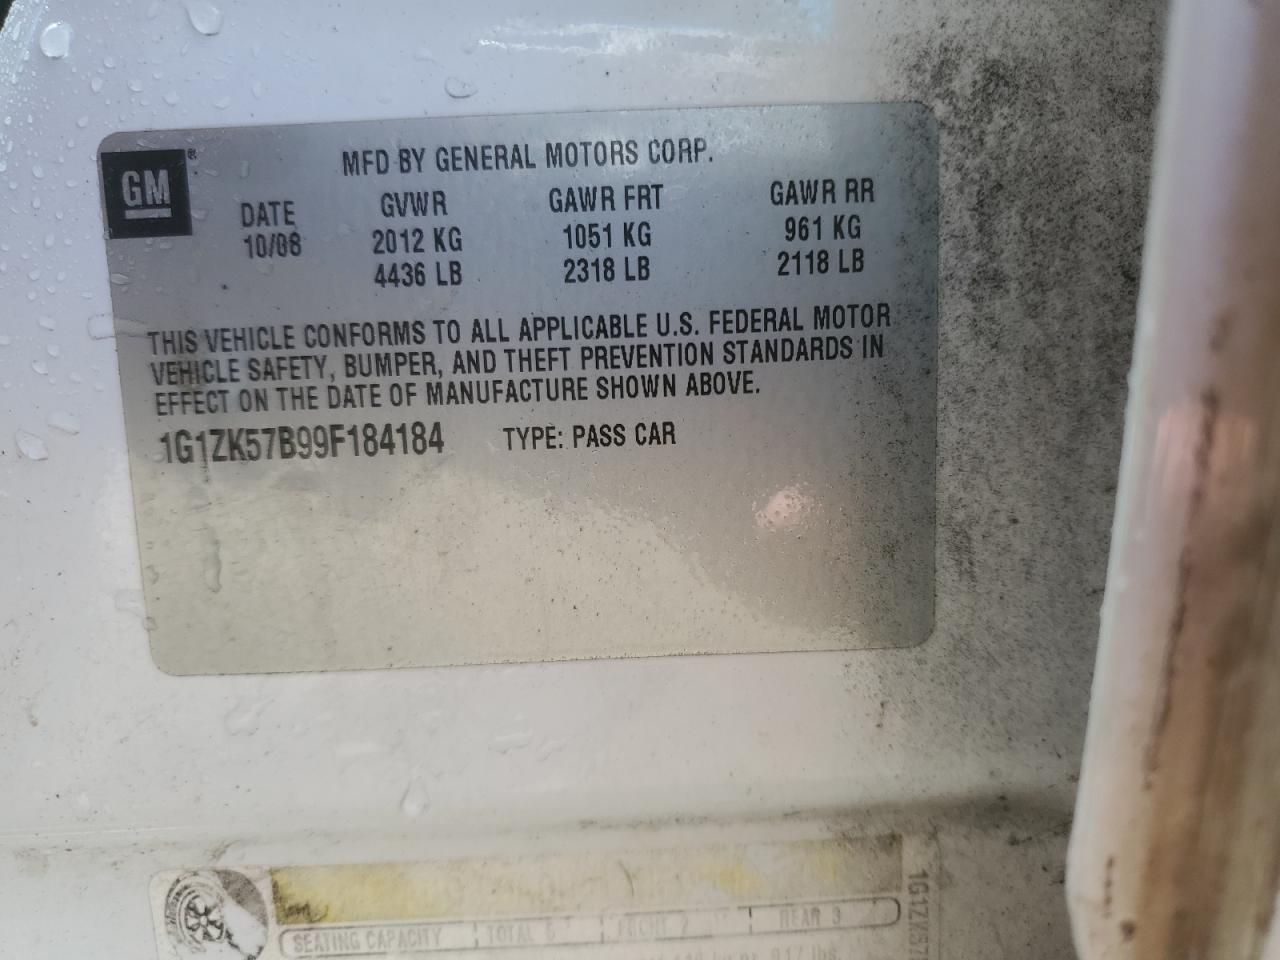 GM
MFD BY GENERAL MOTORS CORP.
DATE GVWR GAWR FRT GAWR RR
10/08 2012 KG 1051 KG 961 KG
4436 LB 2318 LB 2118 LB
THIS VEHICLE CONFORMS TO ALL APPLICABLE U.S. FEDERAL MOTOR
VEHICLE SAFETY, BUMPER, AND THEFT PREVENTION STANDARDS IN
EFFECT ON THE DATE OF MANUFACTURE SHOWN ABOVE.
1G1ZK57B99F184184 TYPE: PASS CAR
SEATING CAPACITY TOTAL FRONT 2 REAR 3